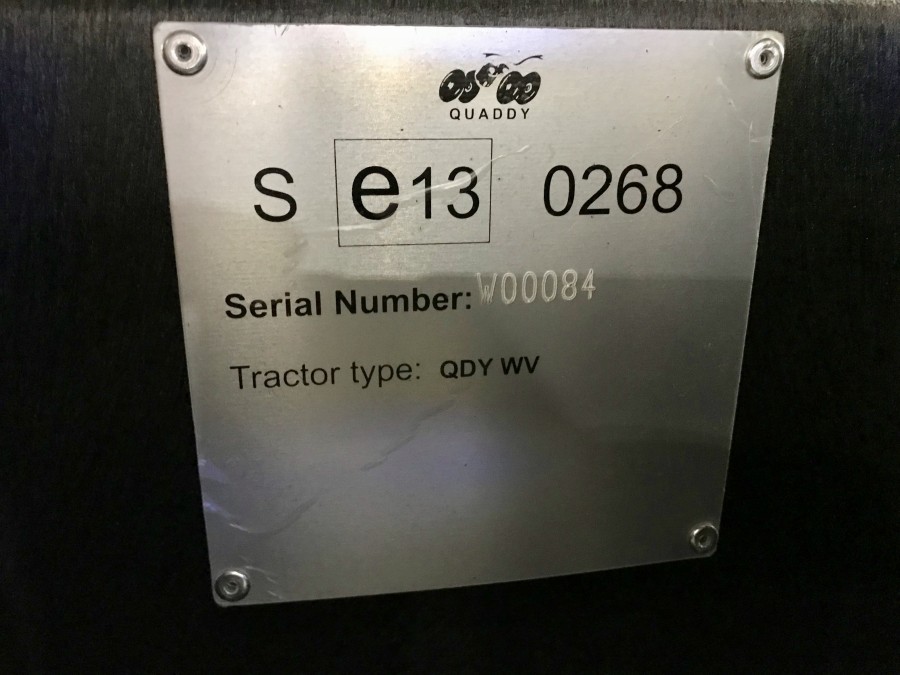 QUADDY
S e13 0268
Serial Number: W00084
Tractor type: QDY WV